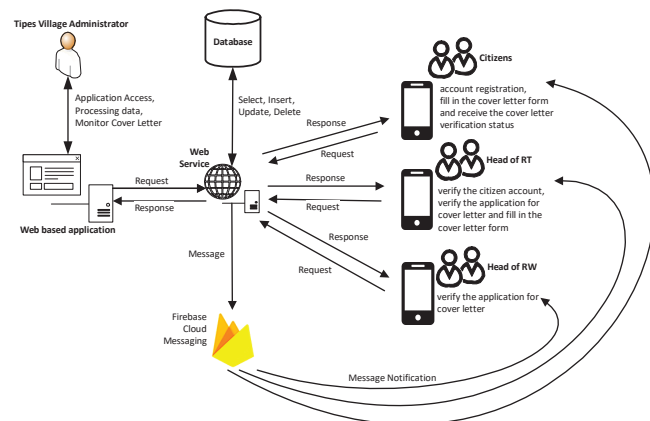 Tipes Village Administrator
Application Access,
Processing data,
Monitor Cover Letter
Web based application
Request
Response
Database
Select, Insert,
Update, Delete
Web
Service
Message
Firebase
Cloud
Messaging
Response
Request
Response
Request
Response
Request
Citizens
account registration,
fill in the cover letter form
and receive the cover letter
verification status
Head of RT
verify the citizen account,
verify the application for
cover letter and fill in the
cover letter form
Head of RW
verify the application for
cover letter
Message Notification